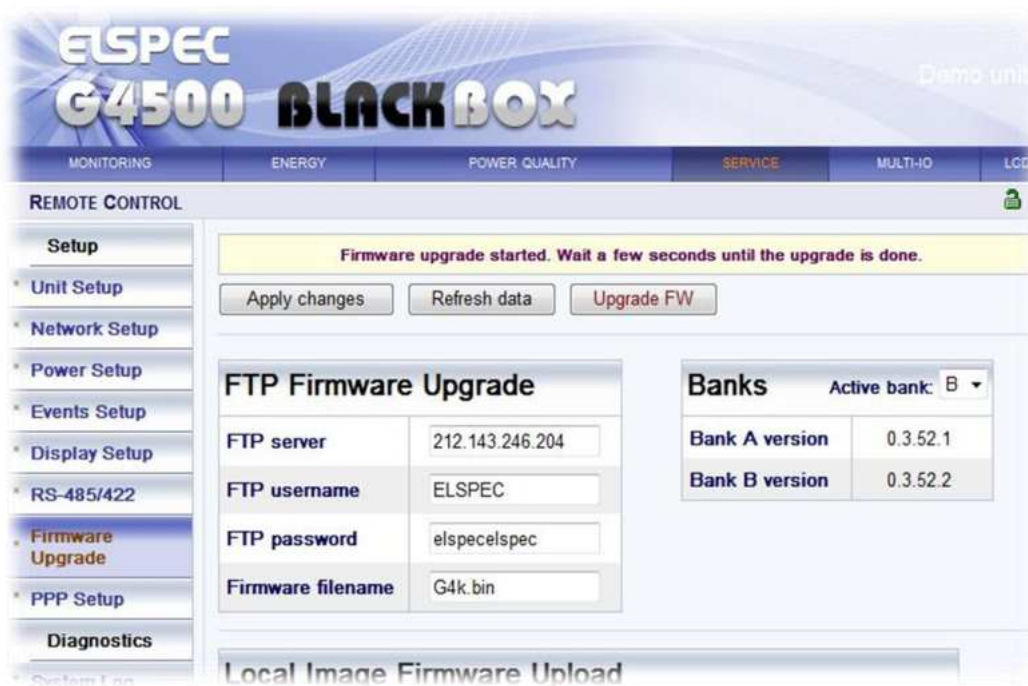 ELSPEC
G4500 BLACKBOX
Demo unit
MONITORING ENERGY POWER QUALITY SERVICE MULTI-IO LCD
REMOTE CONTROL
Setup
Firmware upgrade started. Wait a few seconds until the upgrade is done.
Unit Setup
Apply changes Refresh data Upgrade FW
Network Setup
Power Setup
Events Setup
Display Setup
RS-485/422
Firmware
Upgrade
PPP Setup
Diagnostics
System Log
FTP Firmware Upgrade
FTP server 212.143.246.204
FTP username ELSPEC
FTP password elspecelspec
Firmware filename G4k.bin
Banks Active bank: B
Bank A version 0.3.52.1
Bank B version 0.3.52.2
Local Image Firmware Upload